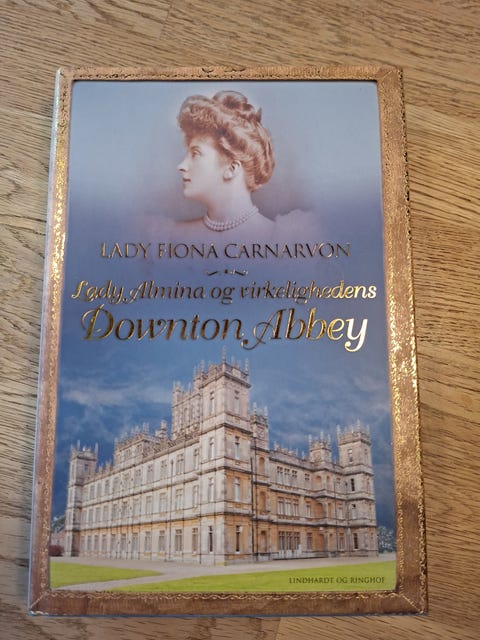 LADY FIONA CARNARVON
Lady Almina og virkelighedens
Downton Abbey
LINDHARDT OG RINGHOF